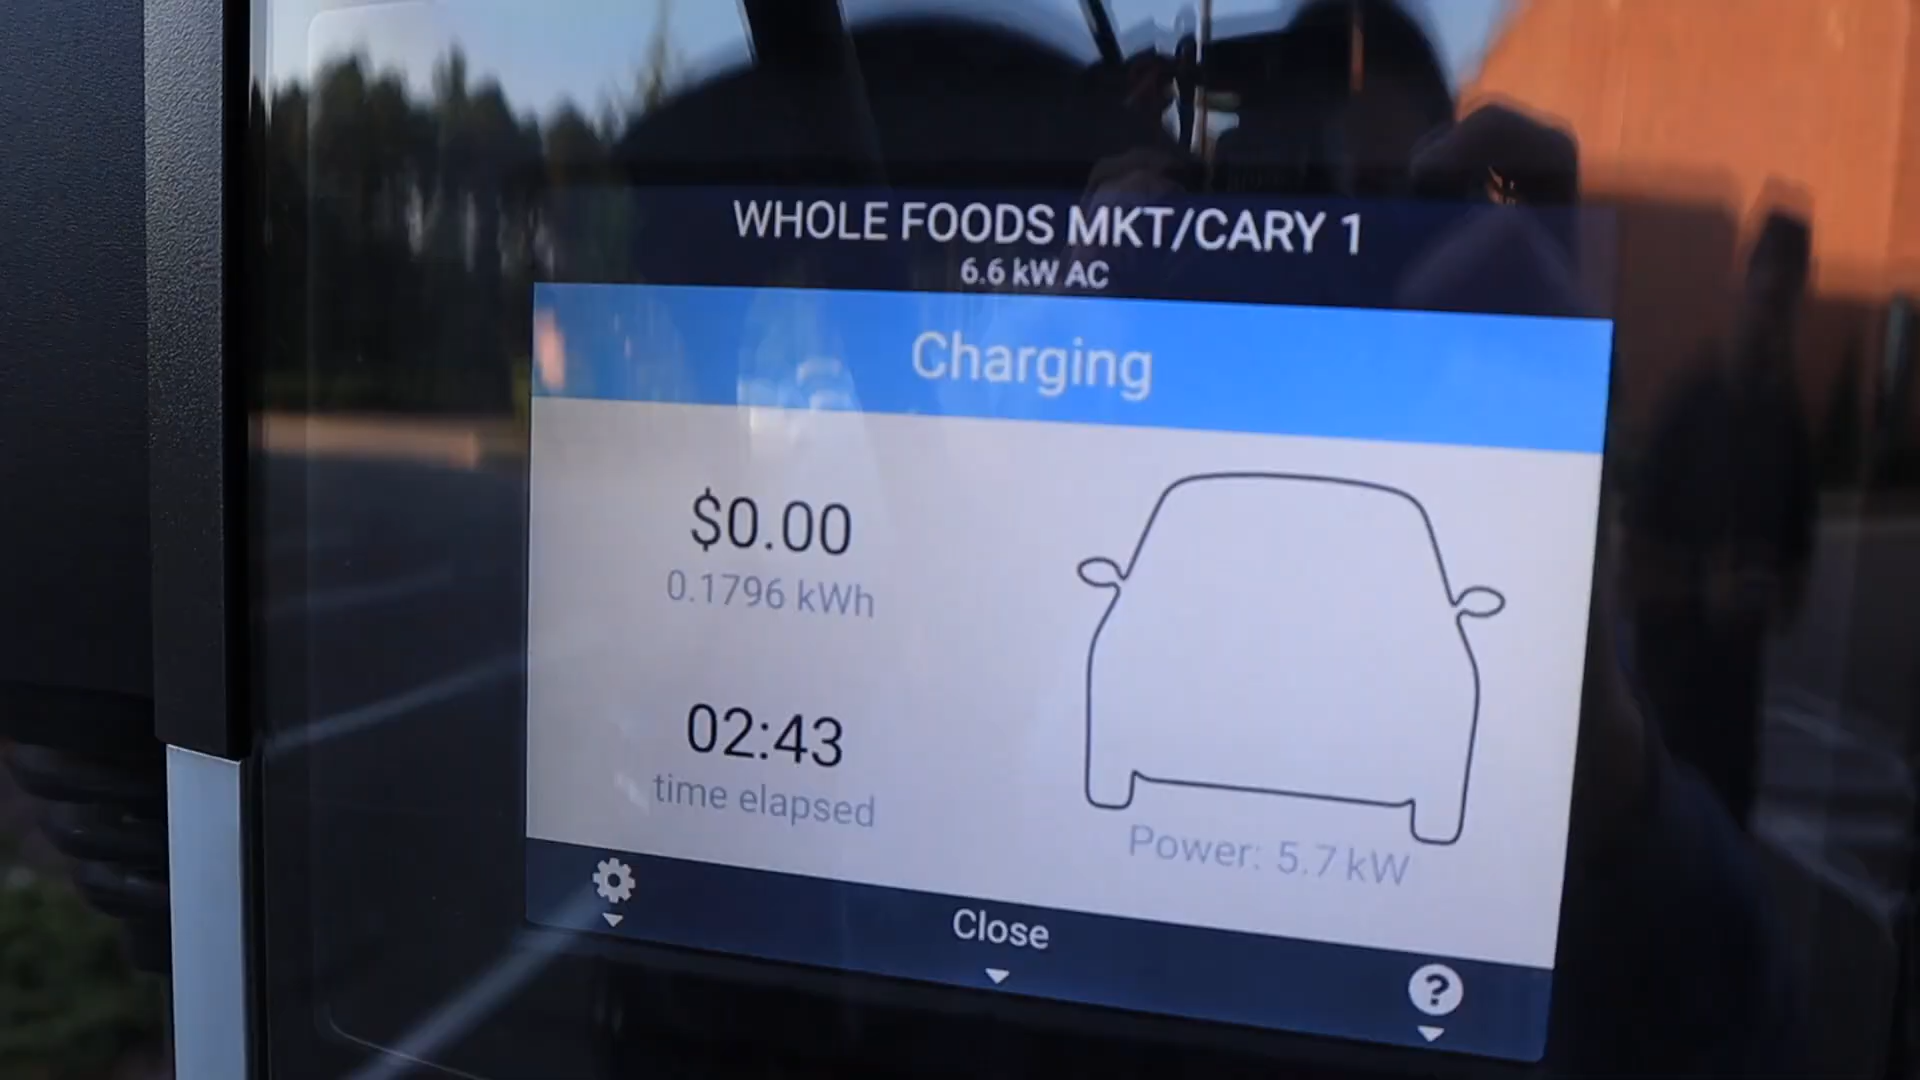 WHOLE FOODS MKT/CARY 1
6.6 kW AC
Charging
$0.00
0.1796 kWh
02:43
time elapsed
Power: 5.7 kW
Close
?